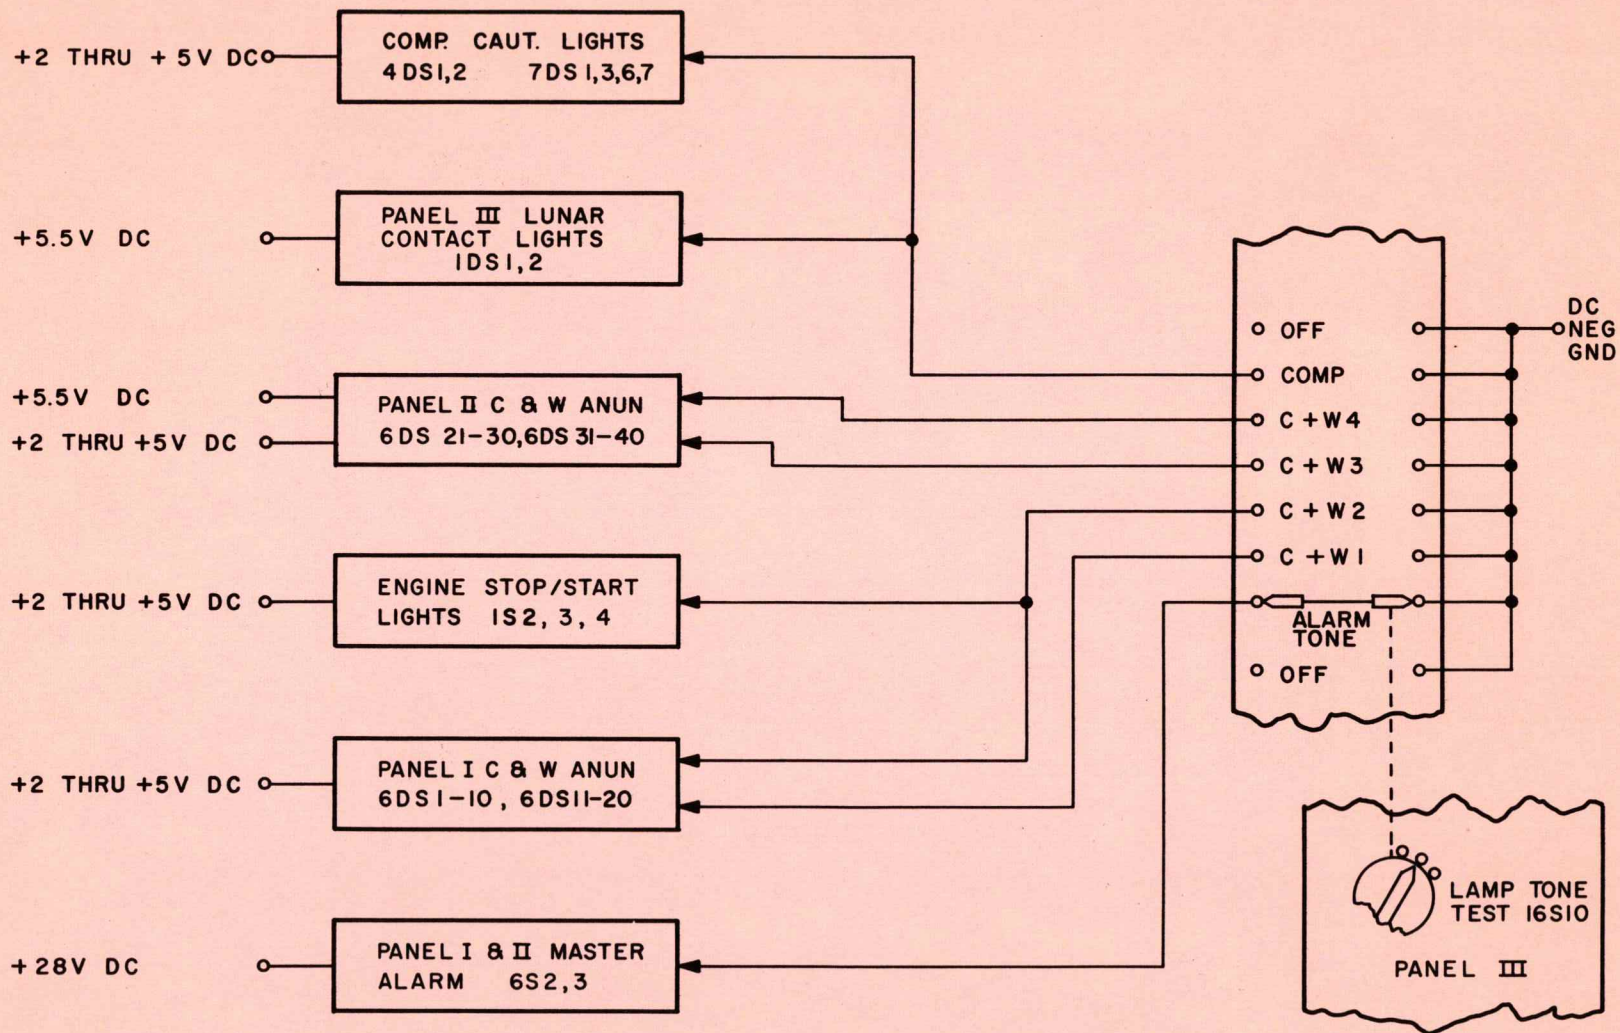 +2 THRU + 5V DC
COMP. CAUT. LIGHTS
4DS1,2 7DS1,3,6,7
+5.5V DC
PANEL III LUNAR
CONTACT LIGHTS
1DS1,2
+5.5V DC
+2 THRU +5V DC
PANEL II C & W ANUN
6DS 21-30,6DS 31-40
+2 THRU +5V DC
ENGINE STOP/START
LIGHTS 1S2, 3, 4
+2 THRU +5V DC
PANEL I C & W ANUN
6DS1-10, 6DS11-20
+28V DC
PANEL I & II MASTER
ALARM 6S2,3
OFF
COMP
C+W4
C+W3
C+W2
C+W1
ALARM
TONE
OFF
DC
NEG
GND
LAMP TONE
TEST 16S10
PANEL III